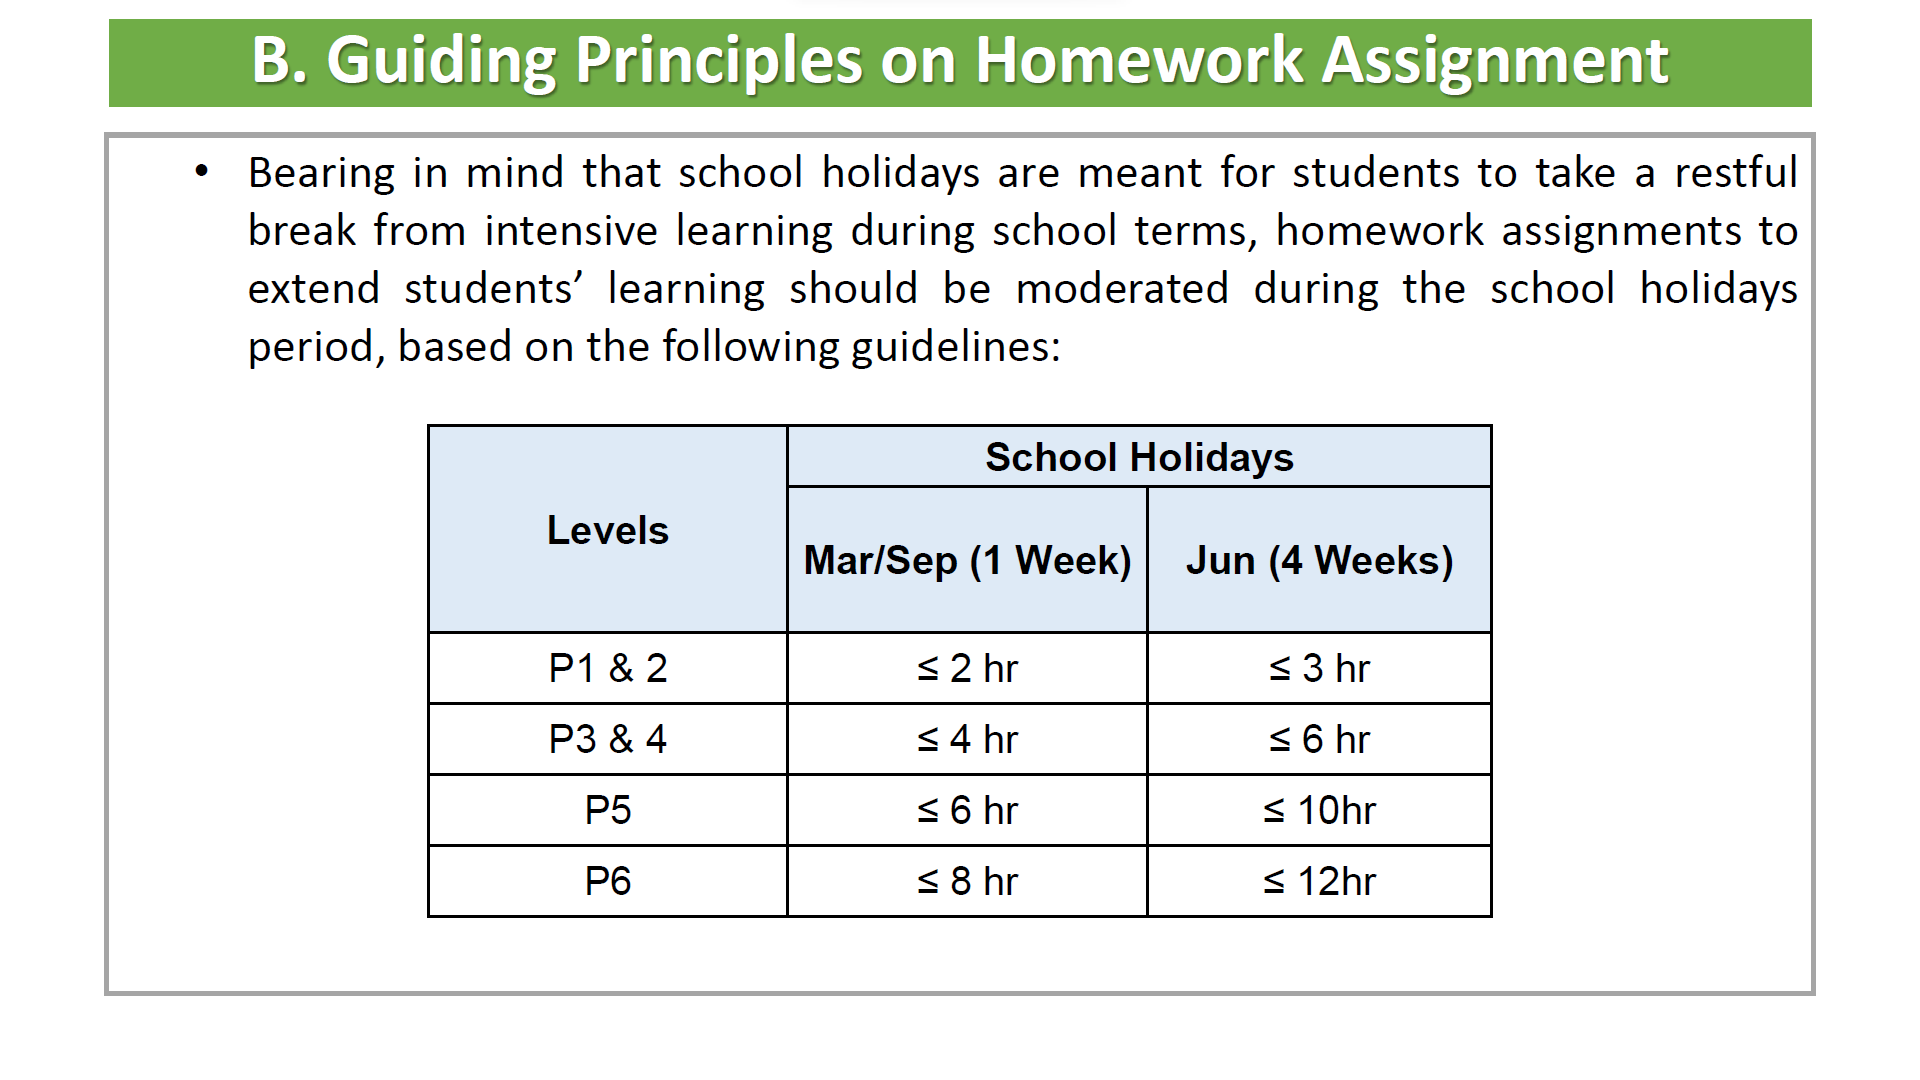 B. Guiding Principles on Homework Assignment
• Bearing in mind that school holidays are meant for students to take a restful
break from intensive learning during school terms, homework assignments to
extend students’ learning should be moderated during the school holidays
period, based on the following guidelines:
Levels
School Holidays
Mar/Sep (1 Week) Jun (4 Weeks)
P1 & 2 ≤ 2 hr ≤ 3 hr
P3 & 4 ≤ 4 hr ≤ 6 hr
P5 ≤ 6 hr ≤ 10hr
P6 ≤ 8 hr ≤ 12hr